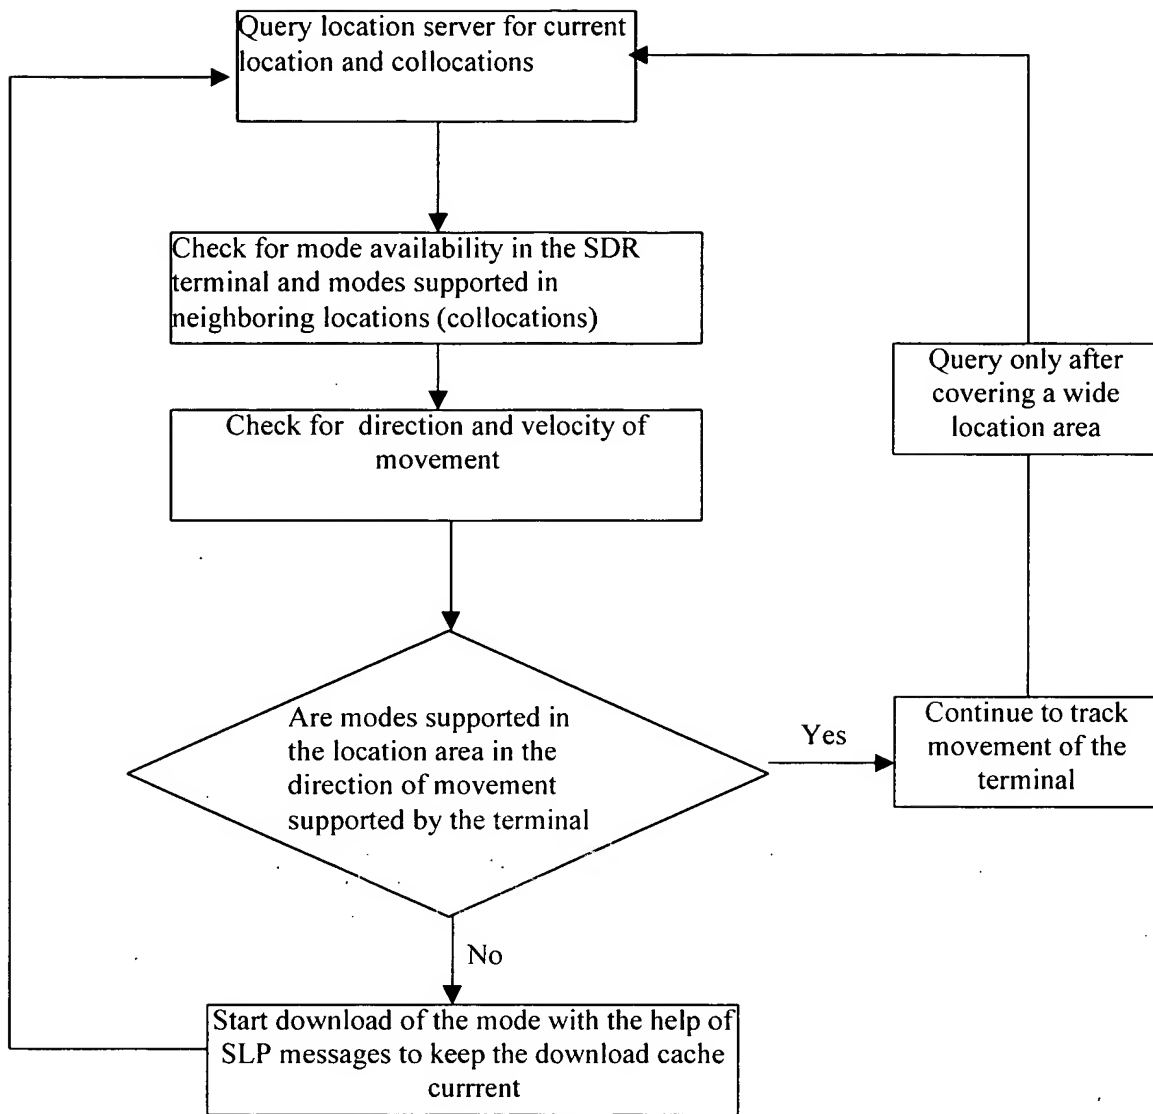 Query location server for current
location and collocations
Check for mode availability in the SDR
terminal and modes supported in
neighboring locations (collocations)
Query only after
covering a wide
location area
Check for direction and velocity of
movement
Are modes supported in
the location area in the
direction of movement
supported by the terminal
Yes
Continue to track
movement of the
terminal
No
Start download of the mode with the help of
SLP messages to keep the download cache
currrent